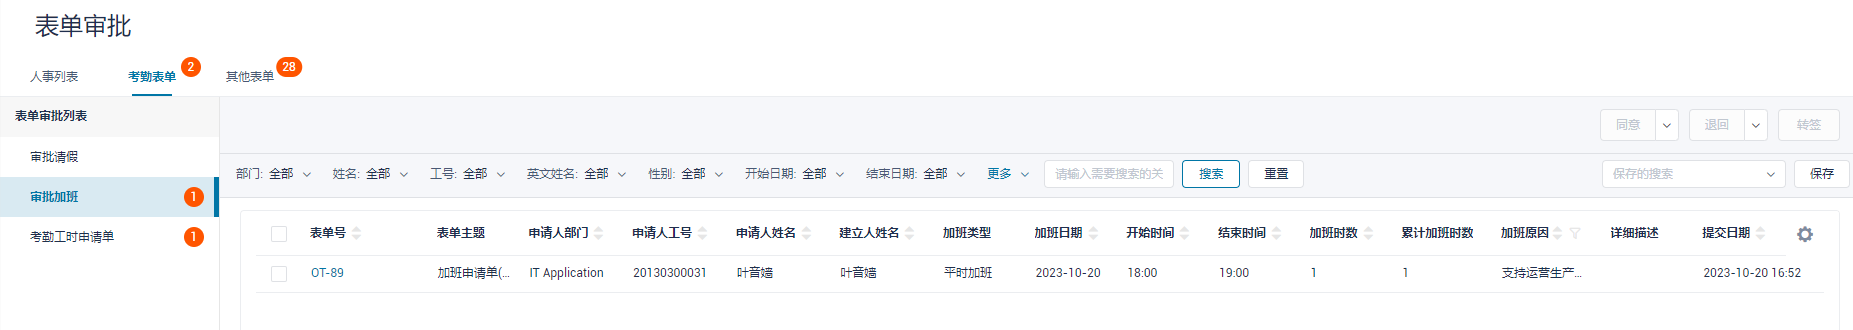 表单审批
人事列表 考勤表单 2 其他表单 28
表单审批列表
审批请假
审批加班 1
考勤工时申请单 1
同意 退回 转签
部门: 全部 姓名: 全部 工号: 全部 英文姓名: 全部 性别: 全部 开始日期: 全部 结束日期: 全部 更多 请输入需要搜索的关 搜索 重置 保存的搜索 保存
表单号 表单主题 申请人部门 申请人工号 申请人姓名 建立人姓名 加班类型 加班日期 开始时间 结束时间 加班时数 累计加班时数 加班原因 详细描述 提交日期
OT-89 加班申请单(... IT Application 20130300031 叶音嬙 叶音嬙 平时加班 2023-10-20 18:00 19:00 1 1 支持运营生产... 2023-10-20 16:52